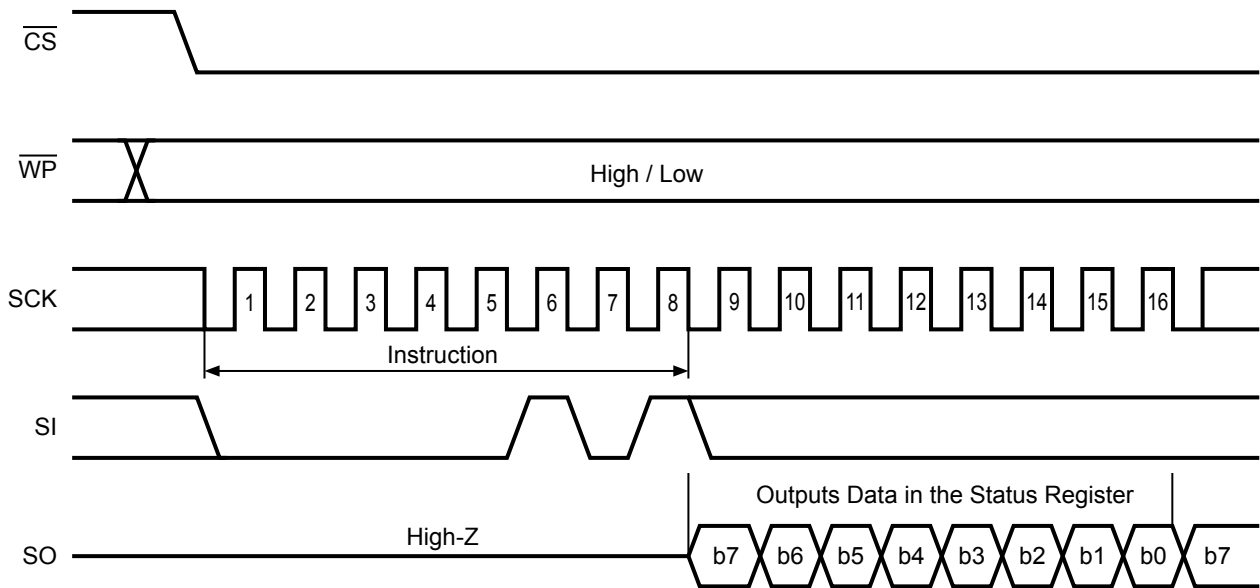 CS
WP
High / Low
SCK
1 2 3 4 5 6 7 8 9 10 11 12 13 14 15 16
Instruction
SI
Outputs Data in the Status Register
High-Z
SO
b7 b6 b5 b4 b3 b2 b1 b0 b7